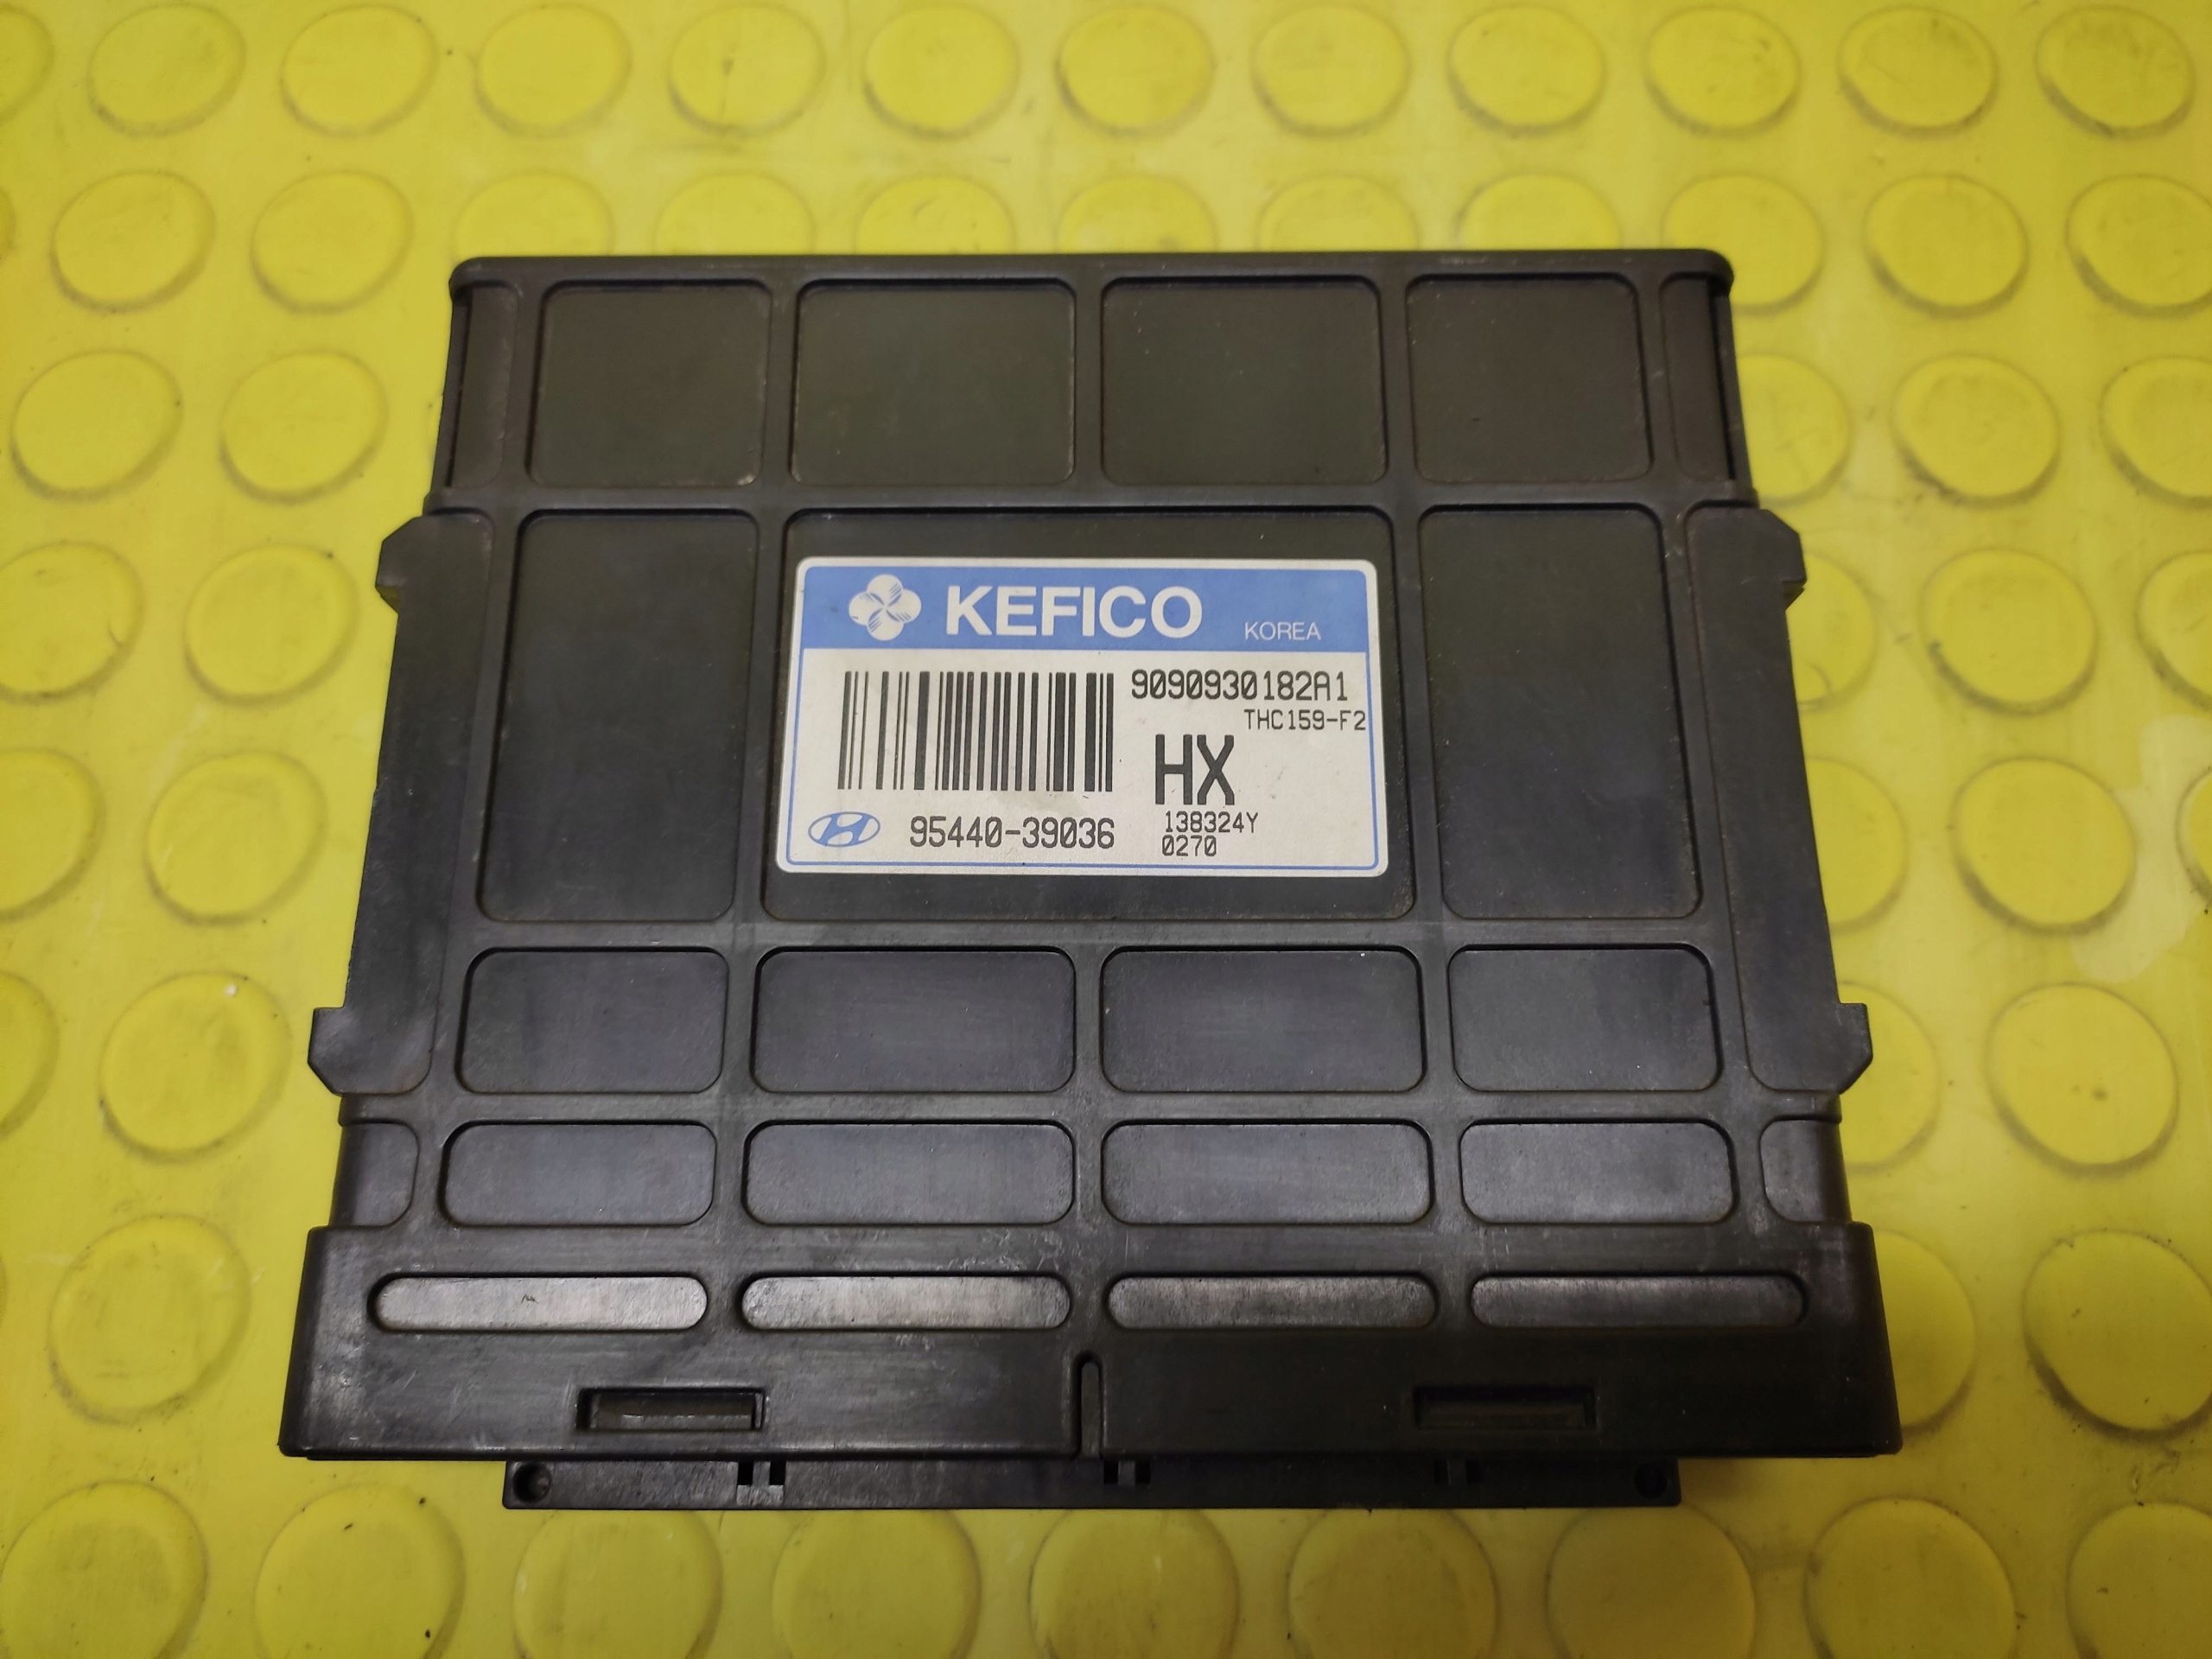 KEFICO KOREA
9090930182A1
THC159-F2
HX
95440-39036
138324Y
0270